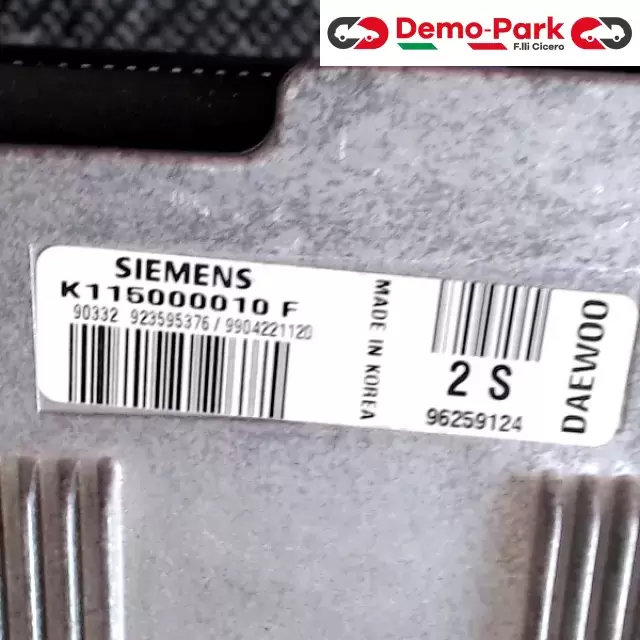 Demo-Park
F.lli Cicero
SIEMENS
K115000010 F
90332 923595376 / 9904221120
MADE IN KOREA
2 S
96259124
DAEWOO